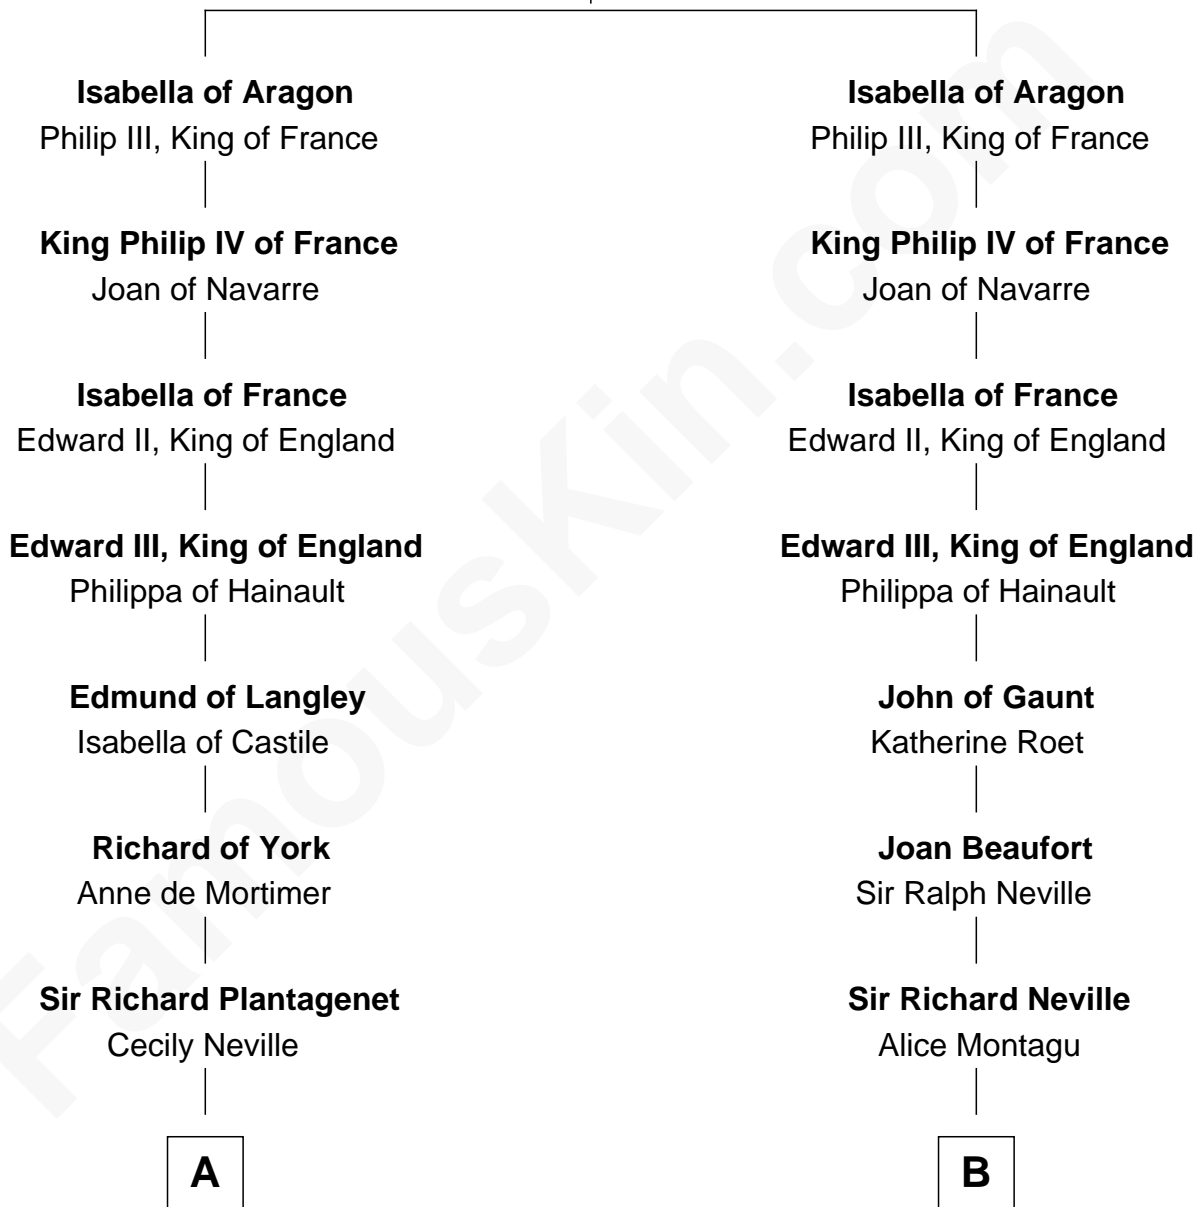 Isabella of Aragon
Philip III, King of France
King Philip IV of France
Joan of Navarre
Isabella of France
Edward II, King of England
Edward III, King of England
Philippa of Hainault
Edmund of Langley
Isabella of Castile
Richard of York
Anne de Mortimer
Sir Richard Plantagenet
Cecily Neville
A
Isabella of Aragon
Philip III, King of France
King Philip IV of France
Joan of Navarre
Isabella of France
Edward II, King of England
Edward III, King of England
Philippa of Hainault
John of Gaunt
Katherine Roet
Joan Beaufort
Sir Ralph Neville
Sir Richard Neville
Alice Montagu
B
FamousKin.com